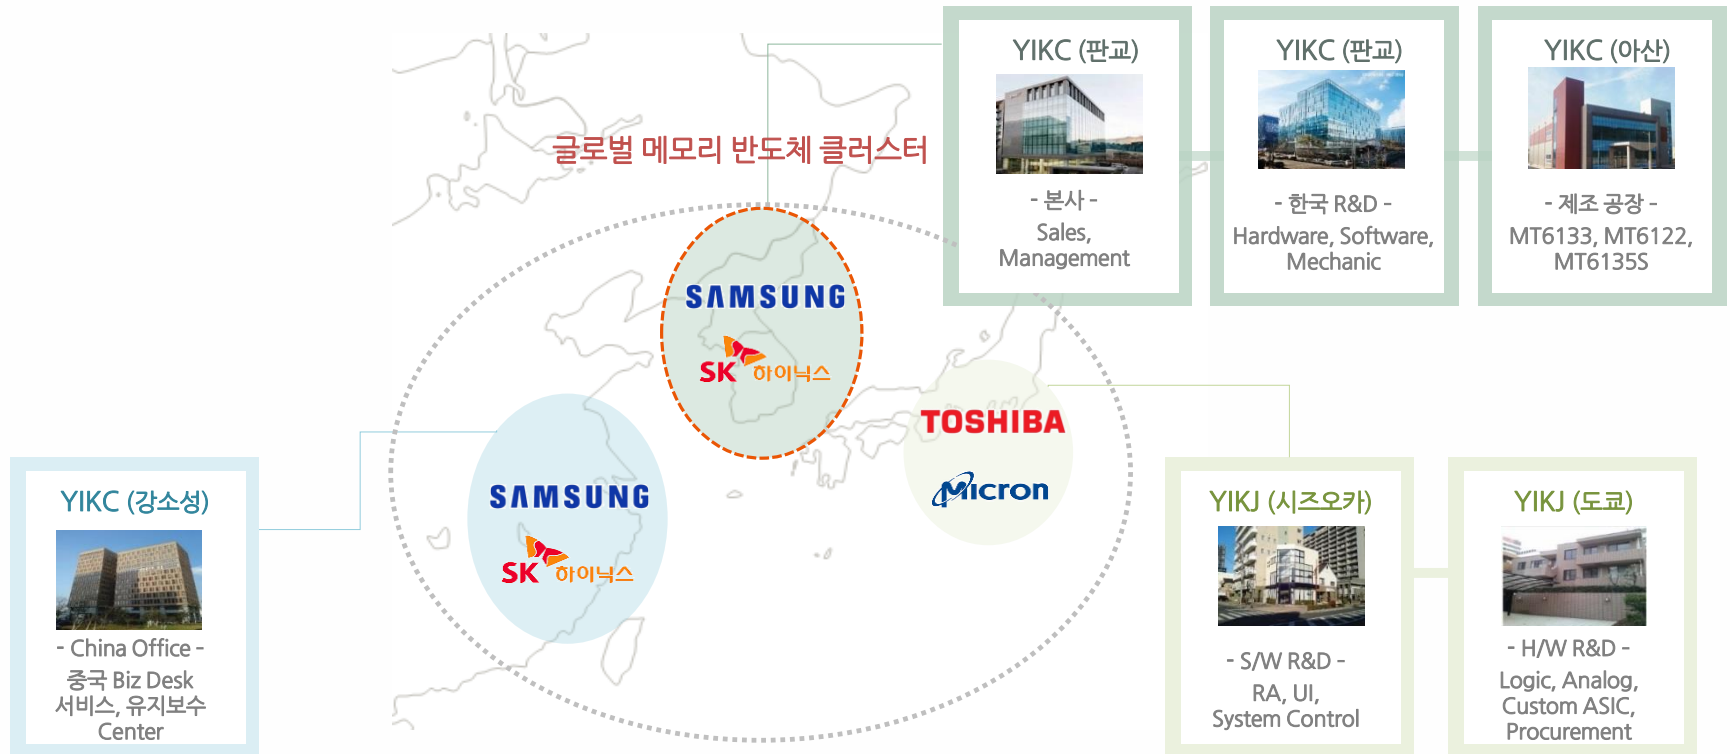 YIKC (판교)
- 본사 -
Sales,
Management
YIKC (판교)
- 한국 R&D -
Hardware, Software,
Mechanic
YIKC (아산)
- 제조 공장 -
MT6133, MT6122,
MT6135S
글로벌 메모리 반도체 클러스터
SAMSUNG
SK 하이닉스
TOSHIBA
Micron
SAMSUNG
SK 하이닉스
YIKC (강소성)
- China Office -
중국 Biz Desk
서비스, 유지보수
Center
YIKJ (시즈오카)
- S/W R&D -
RA, UI,
System Control
YIKJ (도쿄)
- H/W R&D -
Logic, Analog,
Custom ASIC,
Procurement